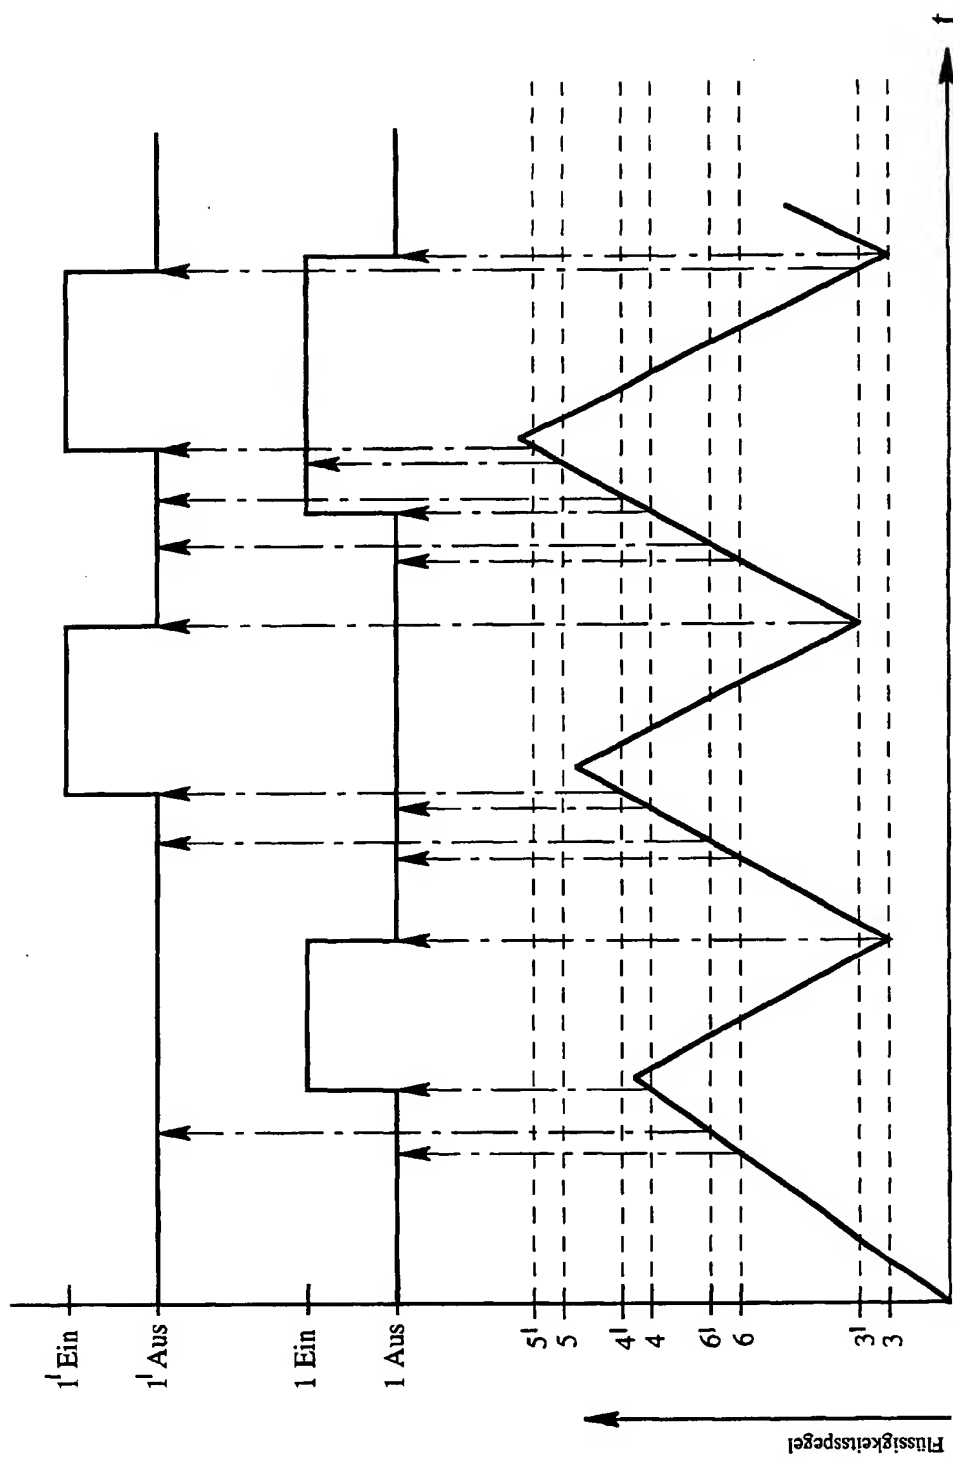 1' Ein
1' Aus
1 Ein
1 Aus
5'
5
4'
4
6'
6
3'
3
Flüssigkeitsspegel
t